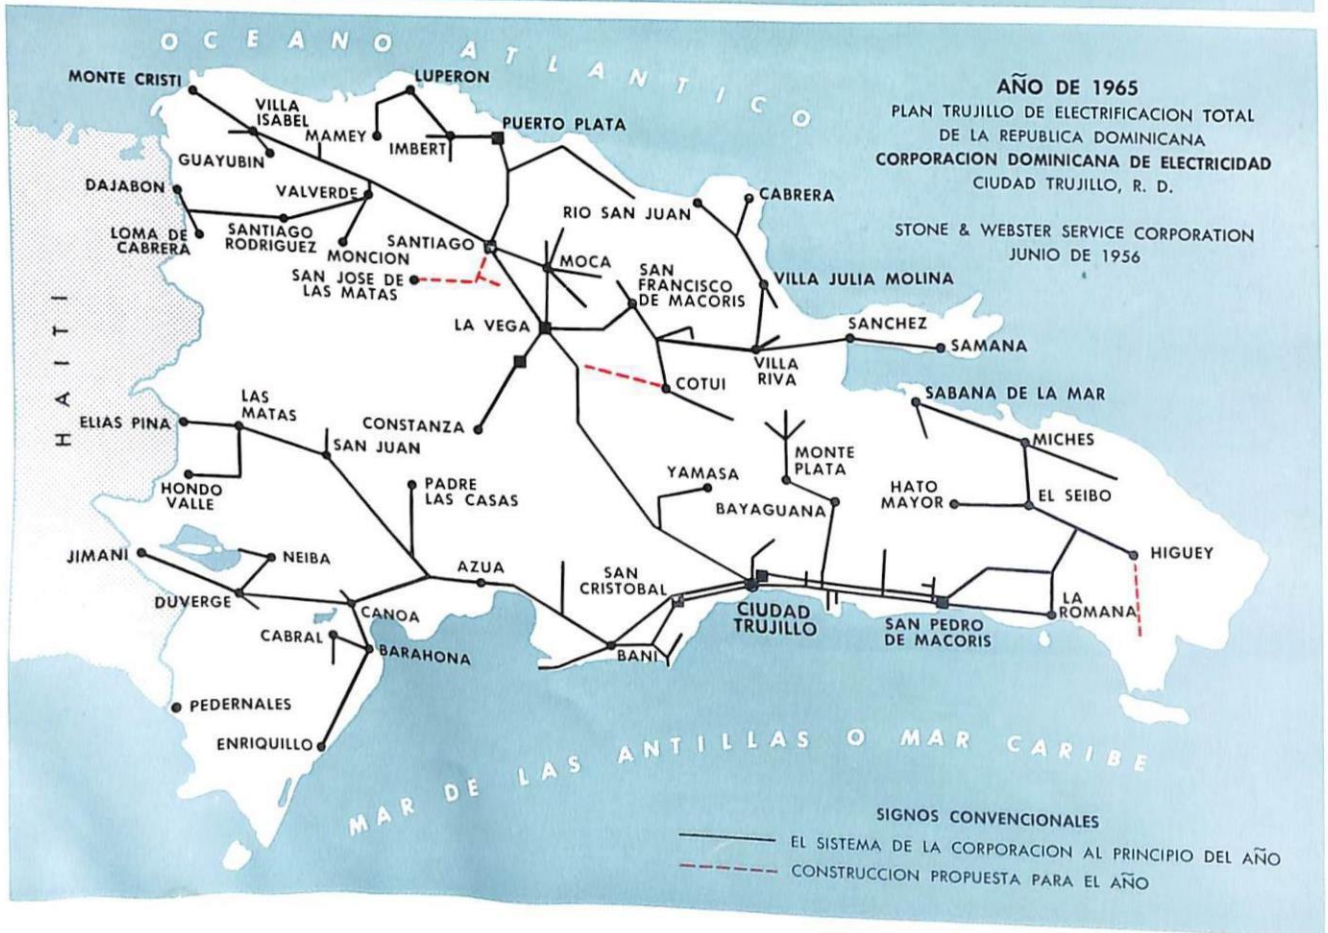 OCEANO ATLANTICO
AÑO DE 1965
PLAN TRUJILLO DE ELECTRIFICACION TOTAL
DE LA REPUBLICA DOMINICANA
CORPORACION DOMINICANA DE ELECTRICIDAD
CIUDAD TRUJILLO, R. D.
STONE & WEBSTER SERVICE CORPORATION
JUNIO DE 1956
MONTE CRISTI
LUPERON
VILLA
ISABEL
MAMEY
IMBERT
PUERTO PLATA
GUAYUBIN
DAJABON
VALVERDE
CABRERA
RIO SAN JUAN
LOMA DE
CABRERA
SANTIAGO
RODRIGUEZ
MONCION
SANTIAGO
MOCA
SAN JOSE DE
LAS MATAS
SAN
FRANCISCO
DE MACORIS
VILLA JULIA MOLINA
LA VEGA
SANCHEZ
SAMANA
VILLA
RIVA
COTUI
HAITI
LAS
MATAS
ELIAS PINA
CONSTANZA
SABANA DE LA MAR
SAN JUAN
MICHES
MONTE
PLATA
HONDO
VALLE
PADRE
LAS CASAS
YAMASA
BAYAGUANA
HATO
MAYOR
EL SEIBO
JIMANI
NEIBA
HIGUEY
AZUA
SAN
CRISTOBAL
DUVERGE
CANOA
CIUDAD
TRUJILLO
SAN PEDRO
DE MACORIS
LA
ROMANA
CABRAL
BARAHONA
BANI
PEDERNALES
ENRIQUILLO
MAR DE LAS ANTILLAS O MAR CARIBE
SIGNOS CONVENCIONALES
EL SISTEMA DE LA CORPORACION AL PRINCIPIO DEL AÑO
CONSTRUCCION PROPUESTA PARA EL AÑO